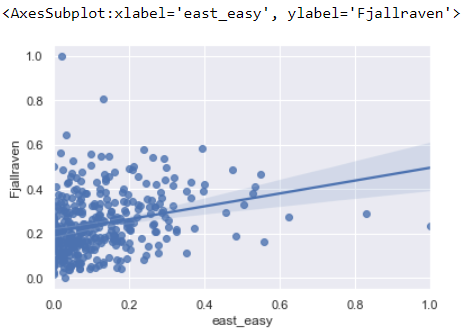 <AxesSubplot:xlabel='east_easy', ylabel='Fjallraven'>
1.0
0.8
0.6
0.4
0.2
0.0
Fjallraven
0.0 0.2 0.4 0.6 0.8 1.0
east_easy